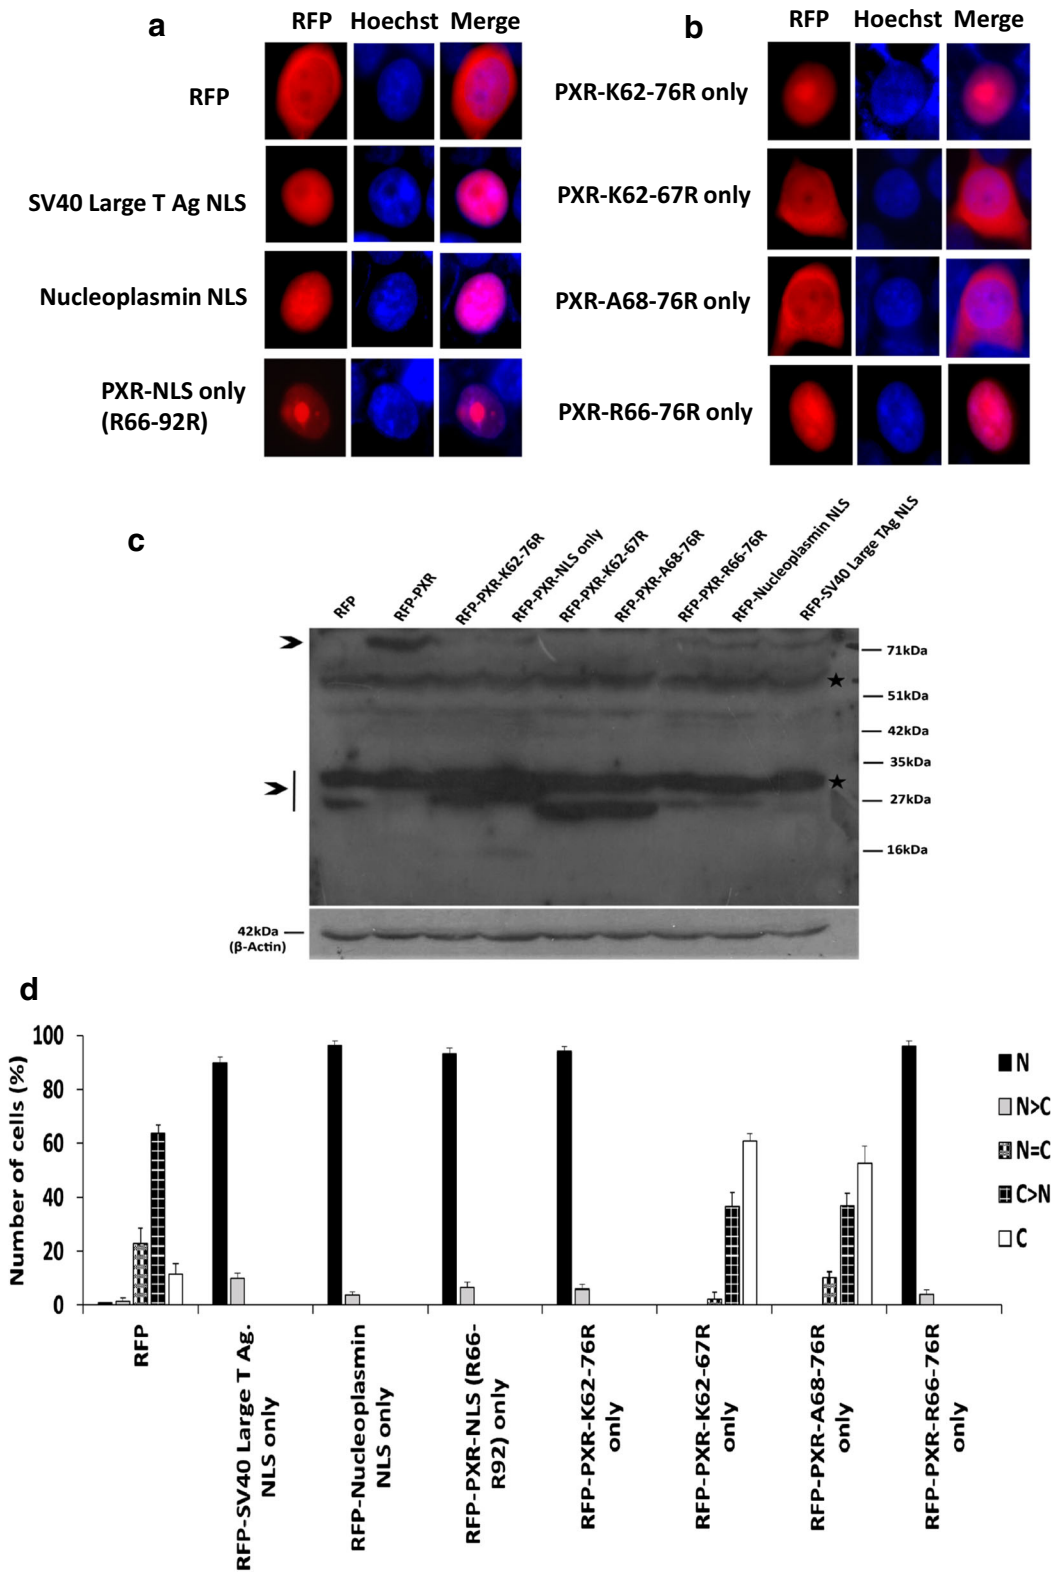 a
RFP Hoechst Merge
RFP
SV40 Large T Ag NLS
Nucleoplasmin NLS
PXR-NLS only
(R66-92R)
b
RFP Hoechst Merge
PXR-K62-76R only
PXR-K62-67R only
PXR-A68-76R only
PXR-R66-76R only
c
RFP
RFP-PXR
RFP-PXR-K62-76R
RFP-PXR-NLS only
RFP-PXR-K62-67R
RFP-PXR-A68-76R
RFP-PXR-R66-76R
RFP-Nucleoplasmin NLS
RFP-SV40 Large TAg NLS
71kDa
51kDa
42kDa
35kDa
27kDa
16kDa
42kDa
(β-Actin)
d
Number of cells (%)
100
80
60
40
20
0
N
N>C
N=C
C>N
C
RFP
RFP-SV40 Large T Ag.
NLS only
RFP-Nucleoplasmin
NLS only
RFP-PXR-NLS (R66-
R92) only
RFP-PXR-K62-76R
only
RFP-PXR-K62-67R
only
RFP-PXR-A68-76R
only
RFP-PXR-R66-76R
only